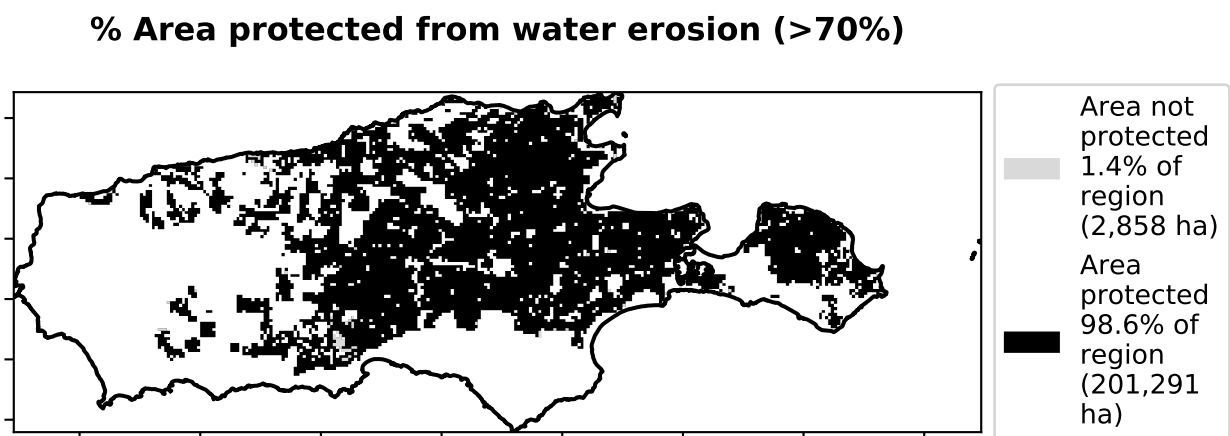 % Area protected from water erosion (>70%)
Area not
protected
1.4% of
region
(2,858 ha)
Area
protected
98.6% of
region
(201,291
ha)